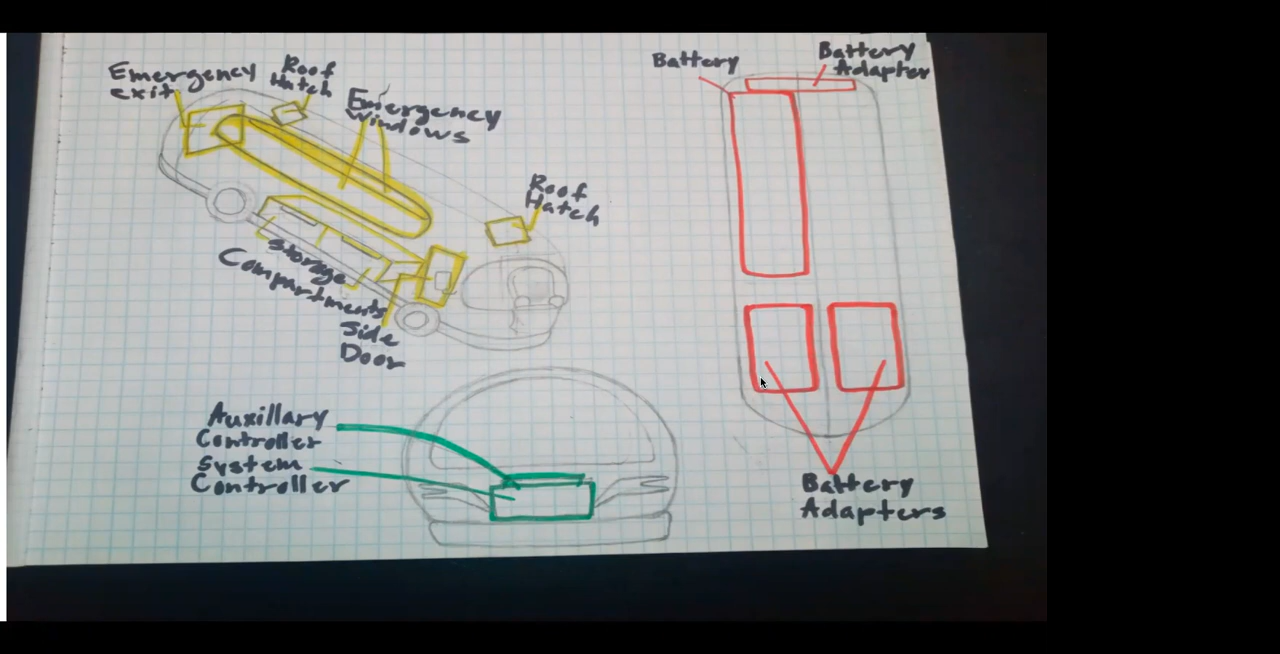 Emergency
exit
Roof
Hatch
Emergency
windows
Roof
Hatch
Storage
Compartments
Side
Door
Battery
Battery
Adapter
Battery
Adapters
Auxillary
Controller
System
Controller